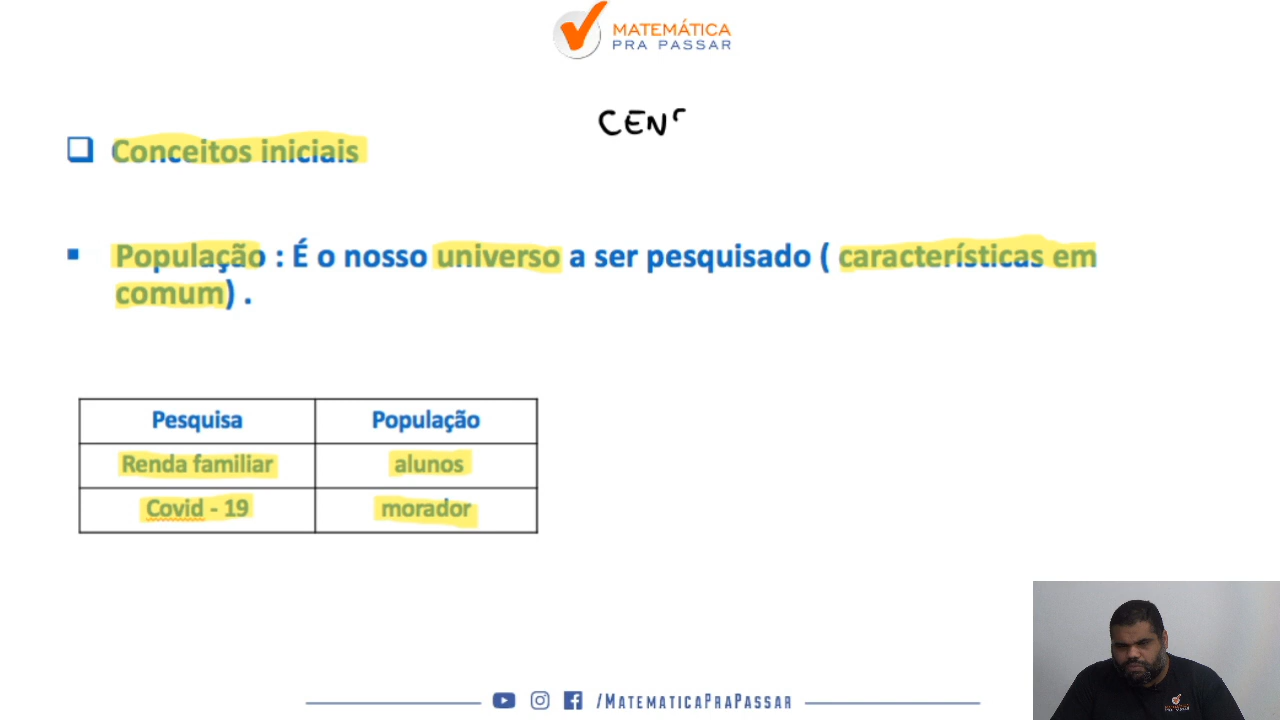 MATEMÁTICA
PRA PASSAR
CEN
Conceitos iniciais
População : É o nosso universo a ser pesquisado ( características em
comum) .
Pesquisa População
Renda familiar alunos
Covid - 19 morador
/MATEMATICAPRAPASSAR